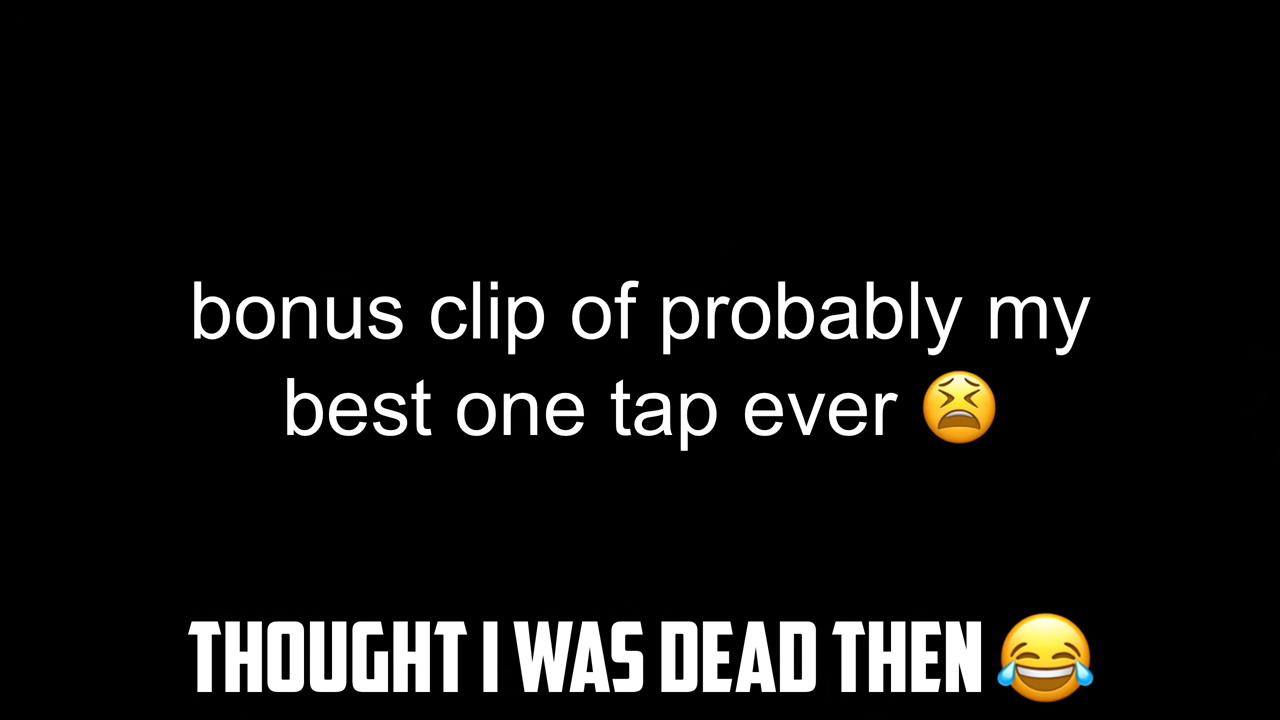 bonus clip of probably my
best one tap ever 😫
THOUGHT I WAS DEAD THEN 😂